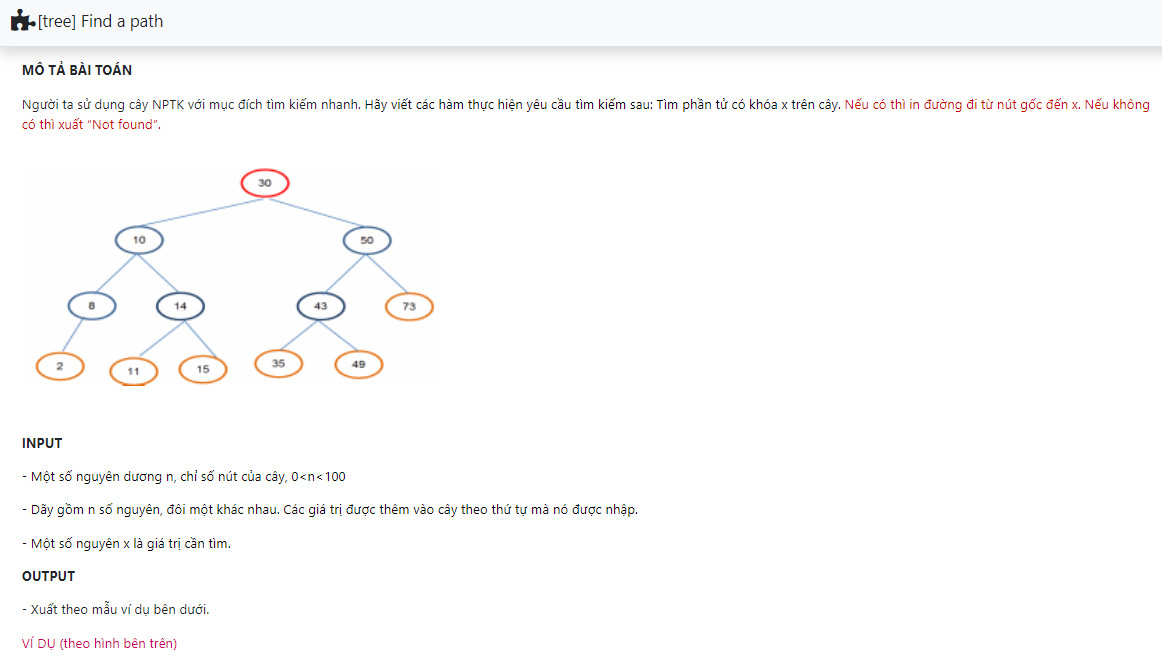 [tree] Find a path
MÔ TẢ BÀI TOÁN
Người ta sử dụng cây NPTK với mục đích tìm kiếm nhanh. Hãy viết các hàm thực hiện yêu cầu tìm kiếm sau: Tìm phần tử có khóa x trên cây. Nếu có thì in đường đi từ nút gốc đến x. Nếu không
có thì xuất “Not found”.
30
10 50
8 14 43 73
2 11 15 35 49
INPUT
- Một số nguyên dương n, chỉ số nút của cây, 0<n<100
- Dãy gồm n số nguyên, đôi một khác nhau. Các giá trị được thêm vào cây theo thứ tự mà nó được nhập.
- Một số nguyên x là giá trị cần tìm.
OUTPUT
- Xuất theo mẫu ví dụ bên dưới.
VÍ DỤ (theo hình bên trên)